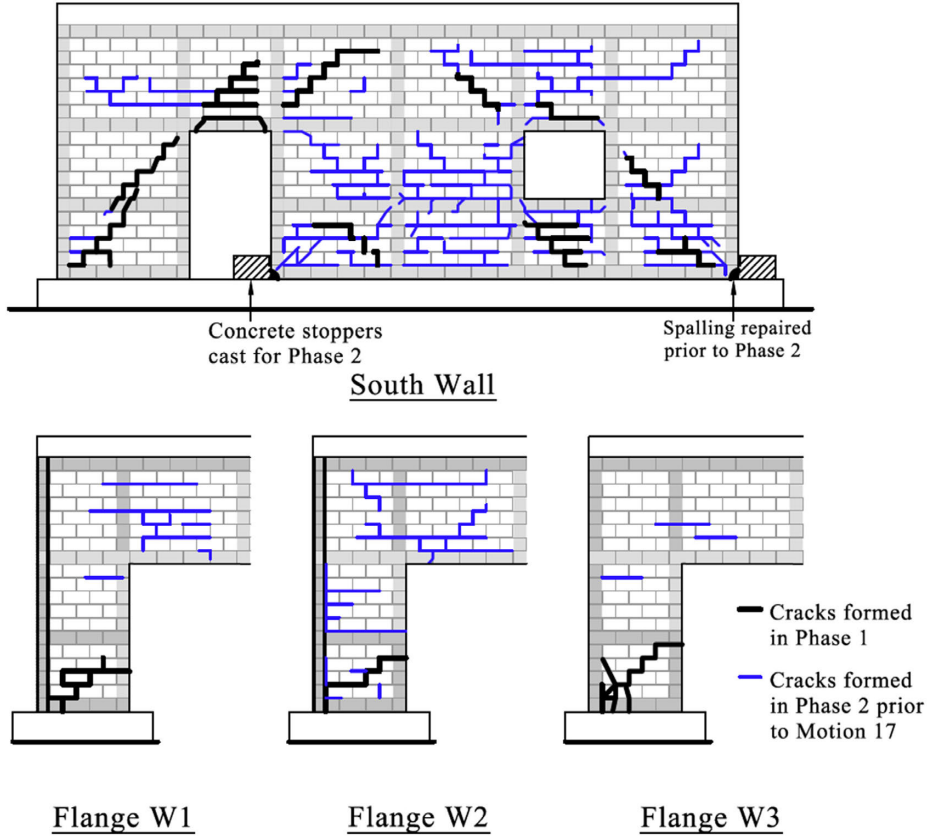 Concrete stoppers
cast for Phase 2
Spalling repaired
prior to Phase 2
South Wall
Cracks formed
in Phase 1
Cracks formed
in Phase 2 prior
to Motion 17
Flange W1
Flange W2
Flange W3